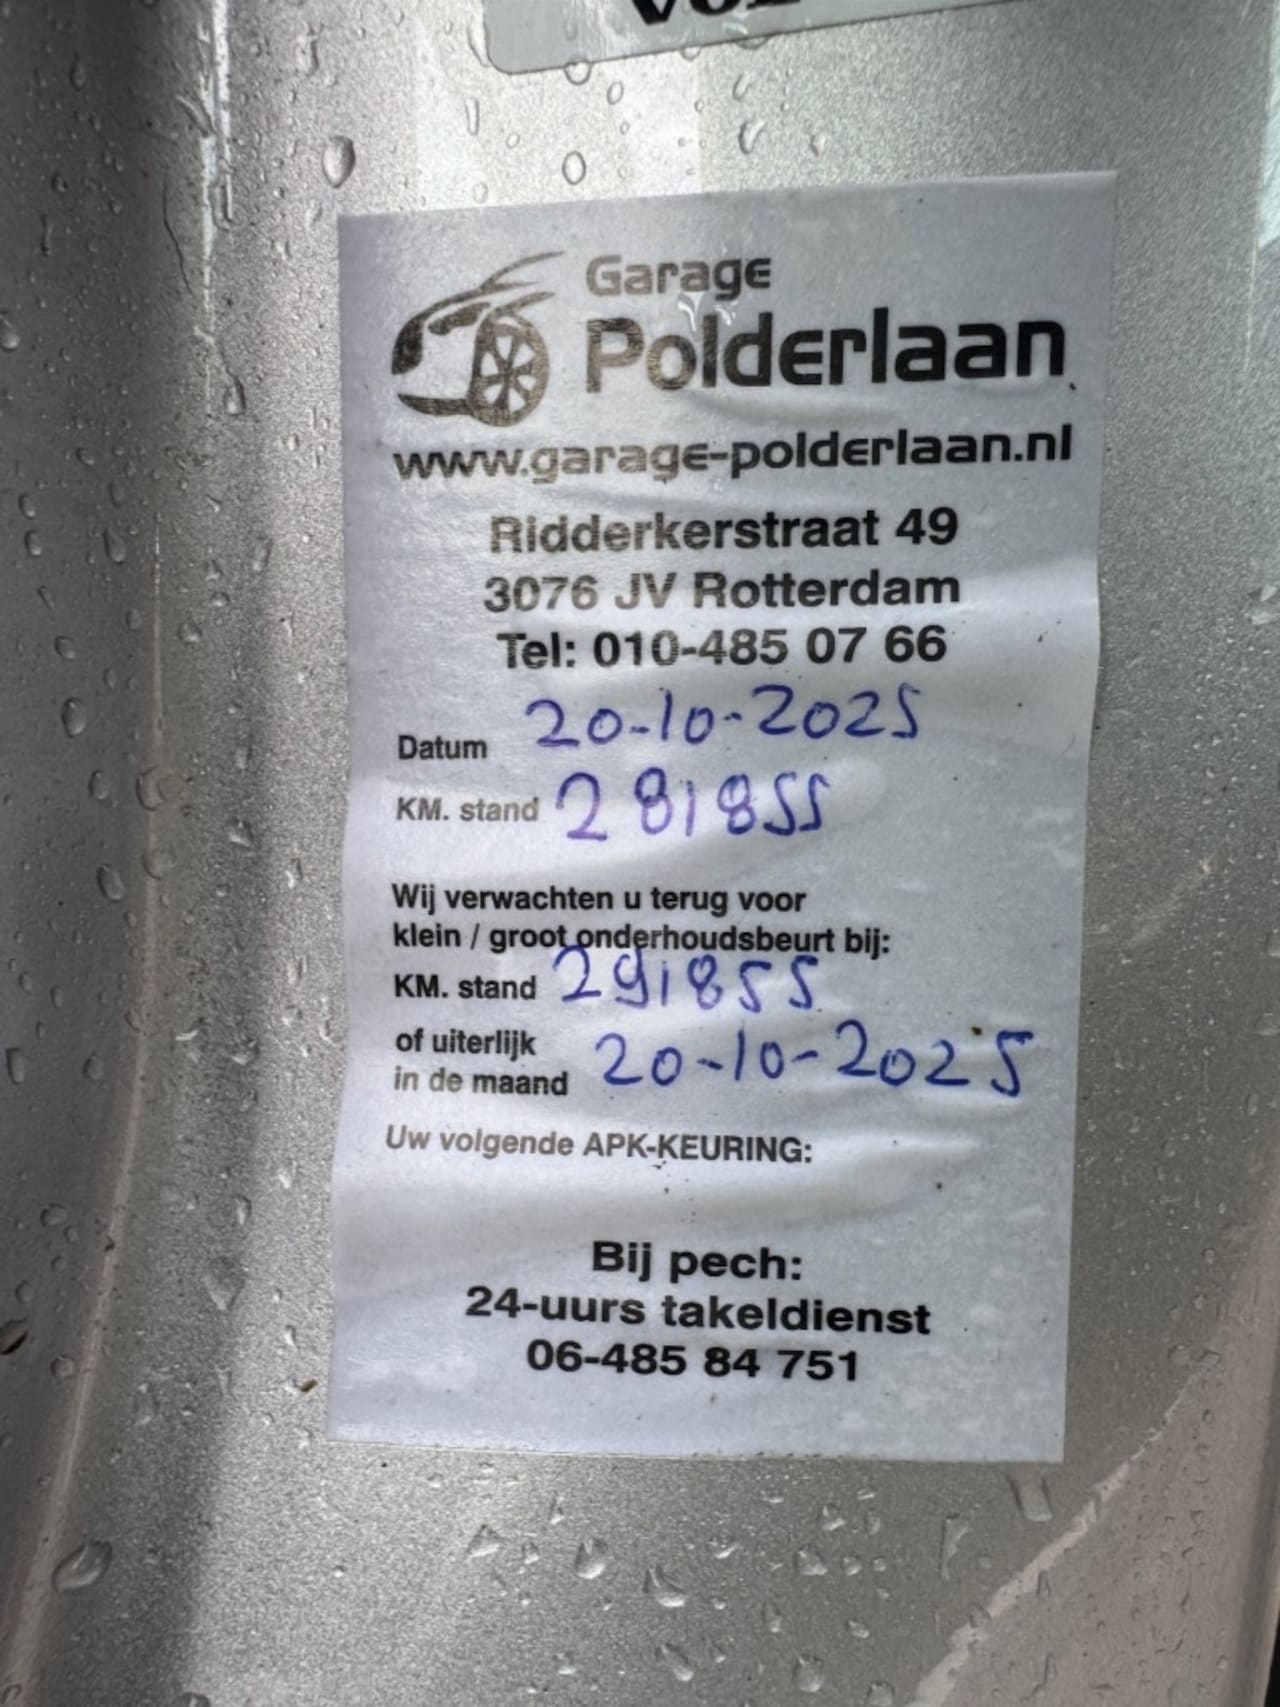 Garage
Polderlaan
www.garage-polderlaan.nl
Ridderkerstraat 49
3076 JV Rotterdam
Tel: 010-485 07 66
Datum 20-10-2025
KM. stand 281855
Wij verwachten u terug voor
klein / groot onderhoudsbeurt bij:
KM. stand 291855
of uiterlijk
in de maand 20-10-2025
Uw volgende APK-KEURING:
Bij pech:
24-uurs takeldienst
06-485 84 751